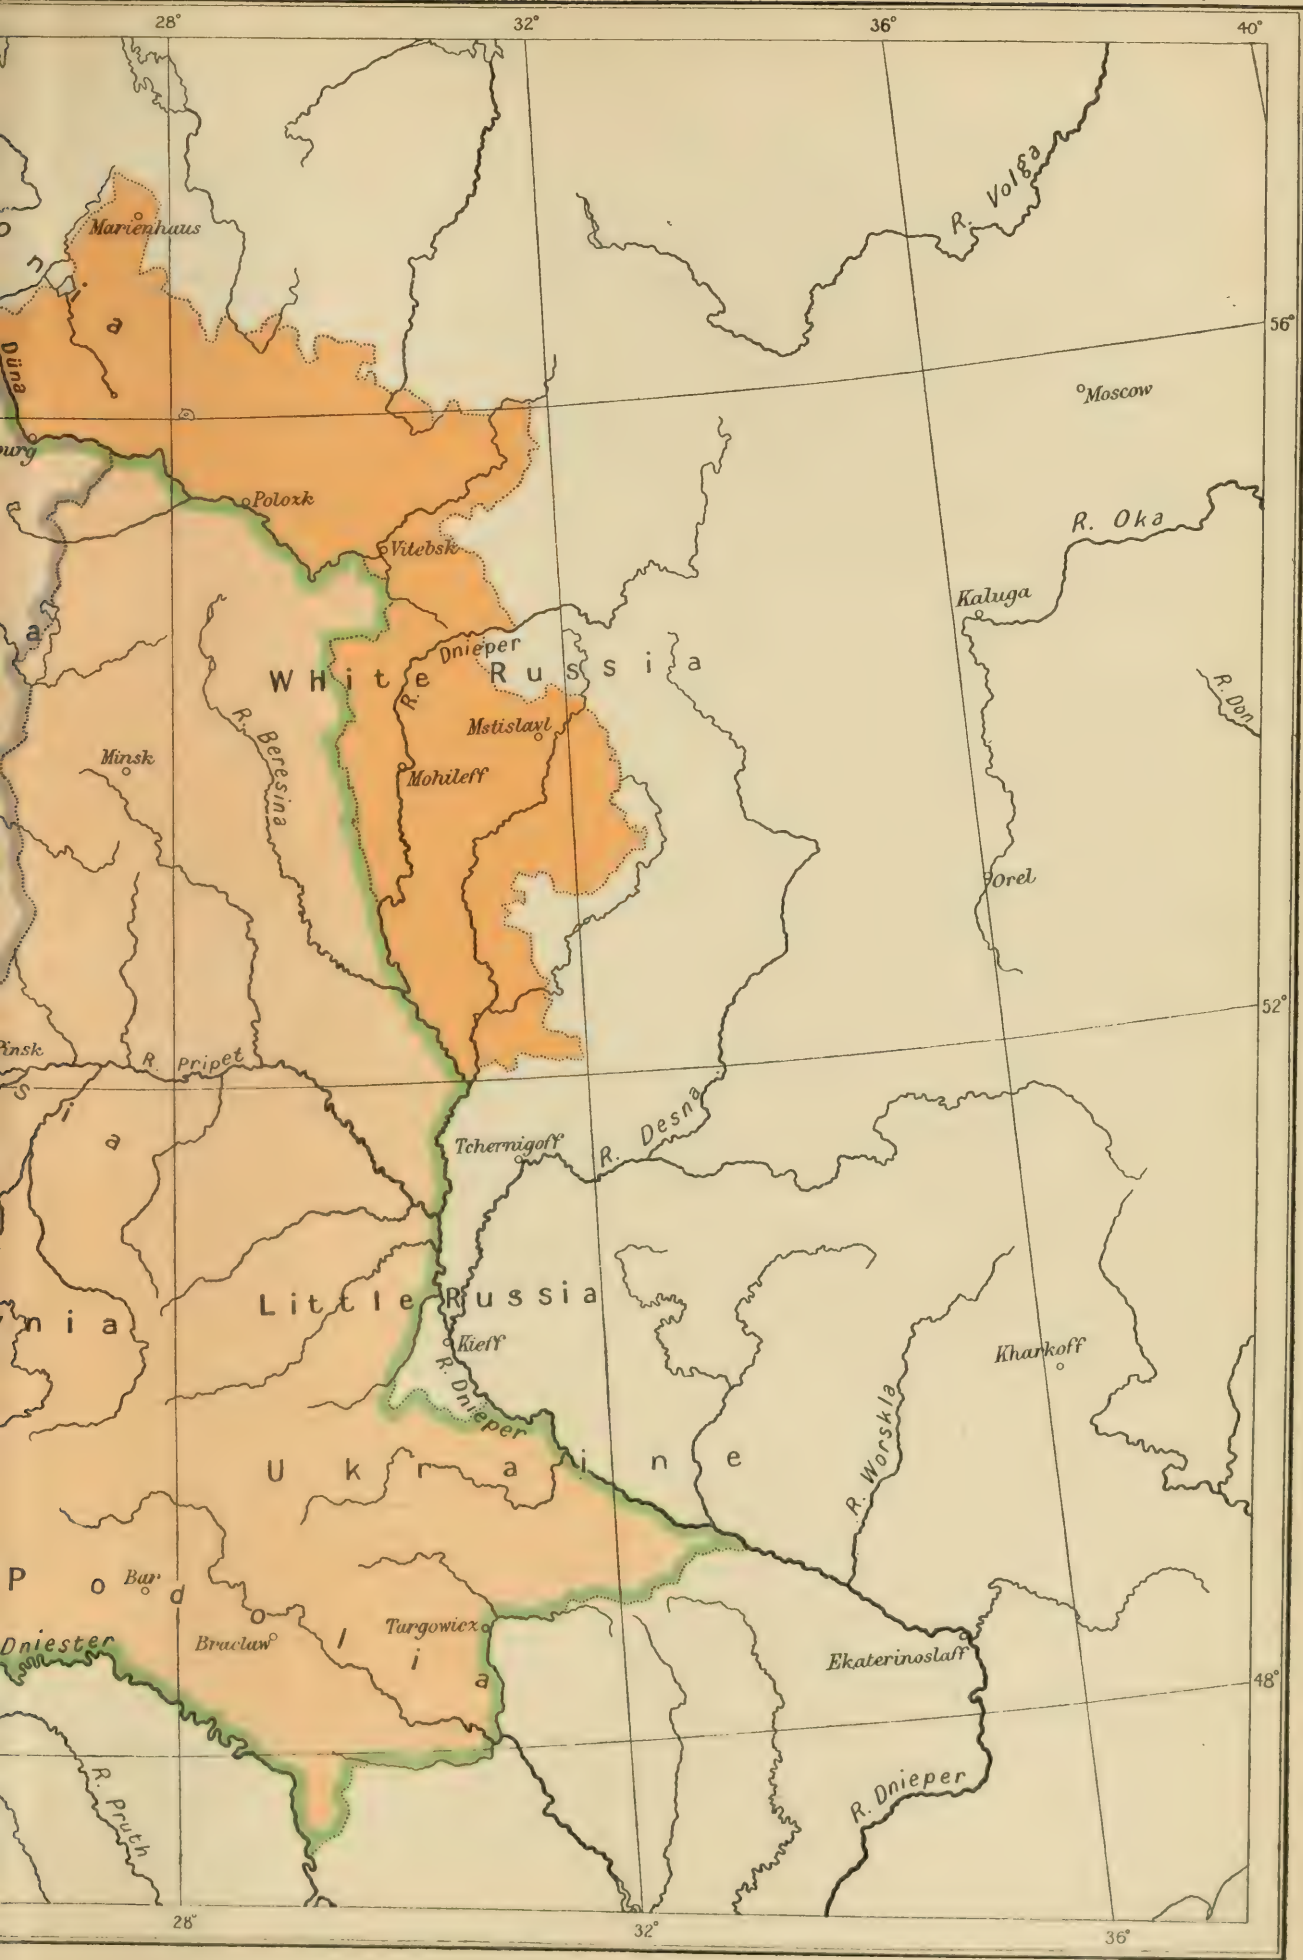 28°
32°
36°
40°
R. Volga
Marienhaus
o
n
i
a
56°
Düna
Moscow
burg
Polozk
Vitebsk
R. Oka
Kaluga
a
R. Dnieper
White Russia
R. Don
Mstislavl
R. Beresina
Minsk
Mohileff
Orel
52°
Pinsk
R. Pripet
s i a
Tchernigoff
R. Desna
Little Russia
nia
Kieff
Kharkoff
R. Dnieper
Ukraine
R. Worskla
Podolia
Bar
Targowicz
Braclaw
Dniester
Ekaterinoslaff
48°
R. Dnieper
R. Pruth
28°
32°
36°